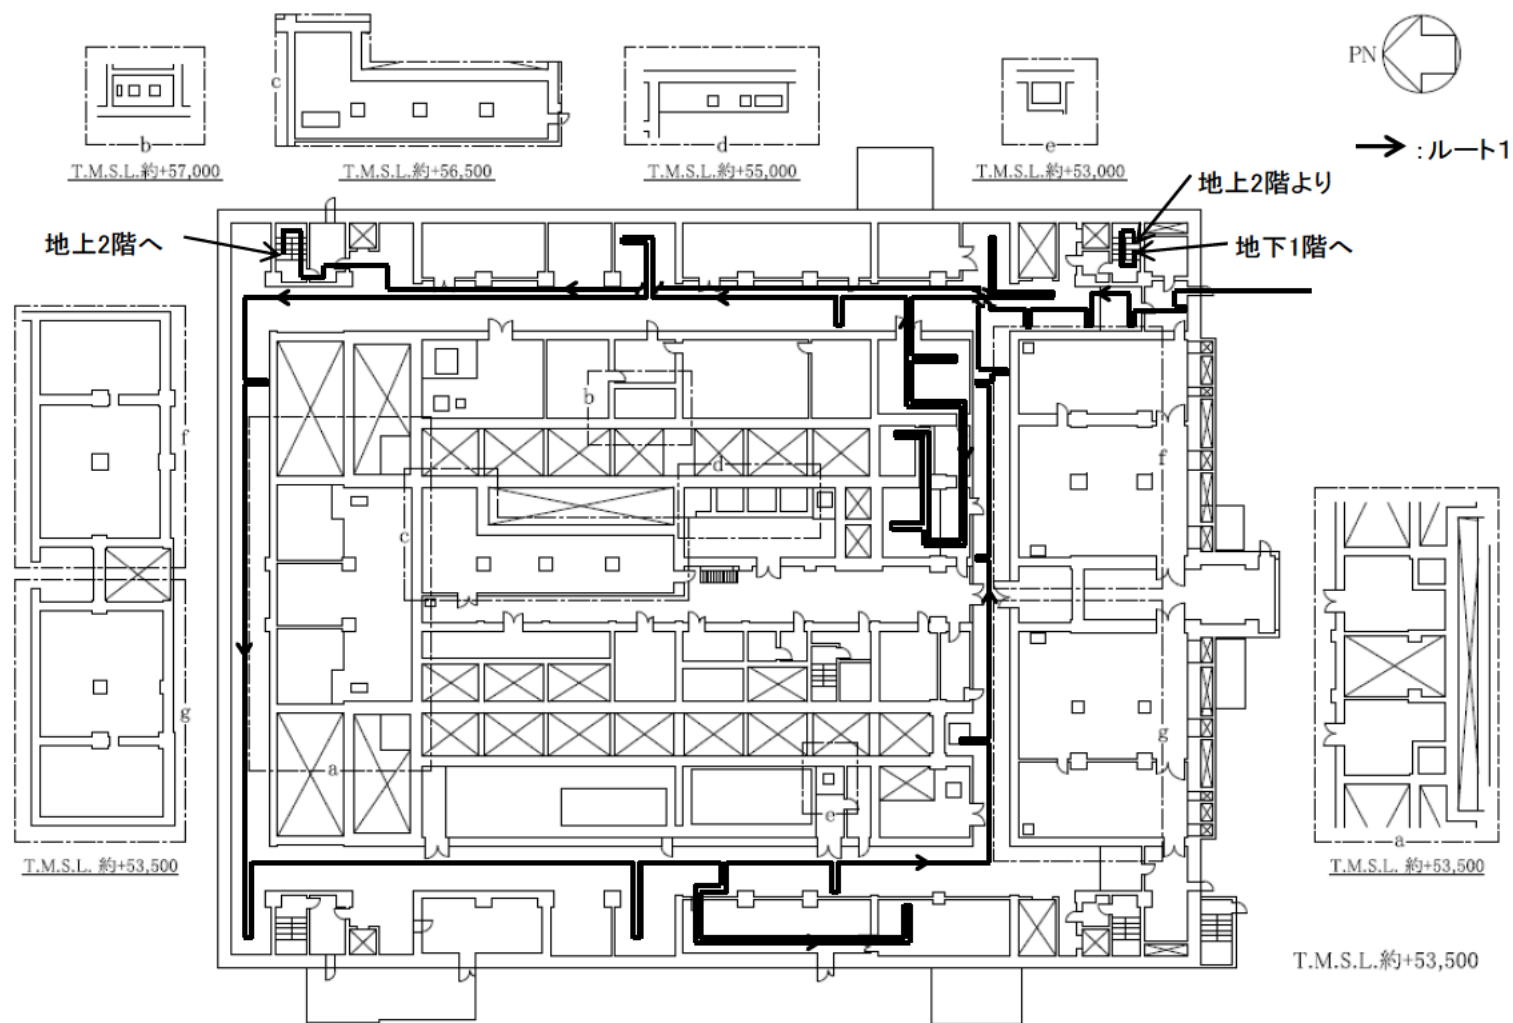 PN
→ :ルート1
b
T.M.S.L.約+57,000
c
T.M.S.L.約+56,500
d
T.M.S.L.約+55,000
e
T.M.S.L.約+53,000
地上2階へ
地上2階より
地下1階へ
f
g
T.M.S.L. 約+53,500
b
d
c
a
e
f
g
a
T.M.S.L. 約+53,500
T.M.S.L.約+53,500